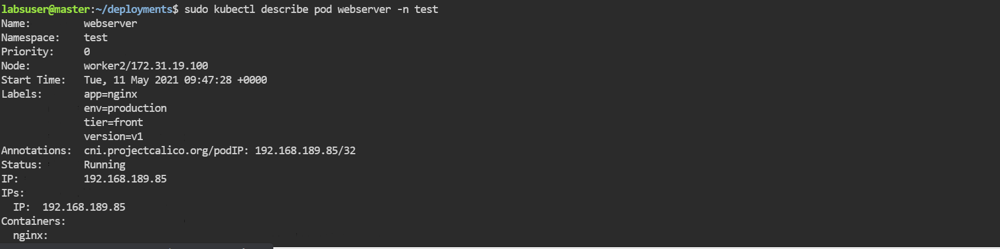 labsuser@master:~/deployments$ sudo kubectl describe pod webserver -n test
Name:         webserver
Namespace:    test
Priority:     0
Node:         worker2/172.31.19.100
Start Time:   Tue, 11 May 2021 09:47:28 +0000
Labels:       app=nginx
              env=production
              tier=front
              version=v1
Annotations:  cni.projectcalico.org/podIP: 192.168.189.85/32
Status:       Running
IP:           192.168.189.85
IPs:
  IP:  192.168.189.85
Containers:
  nginx: